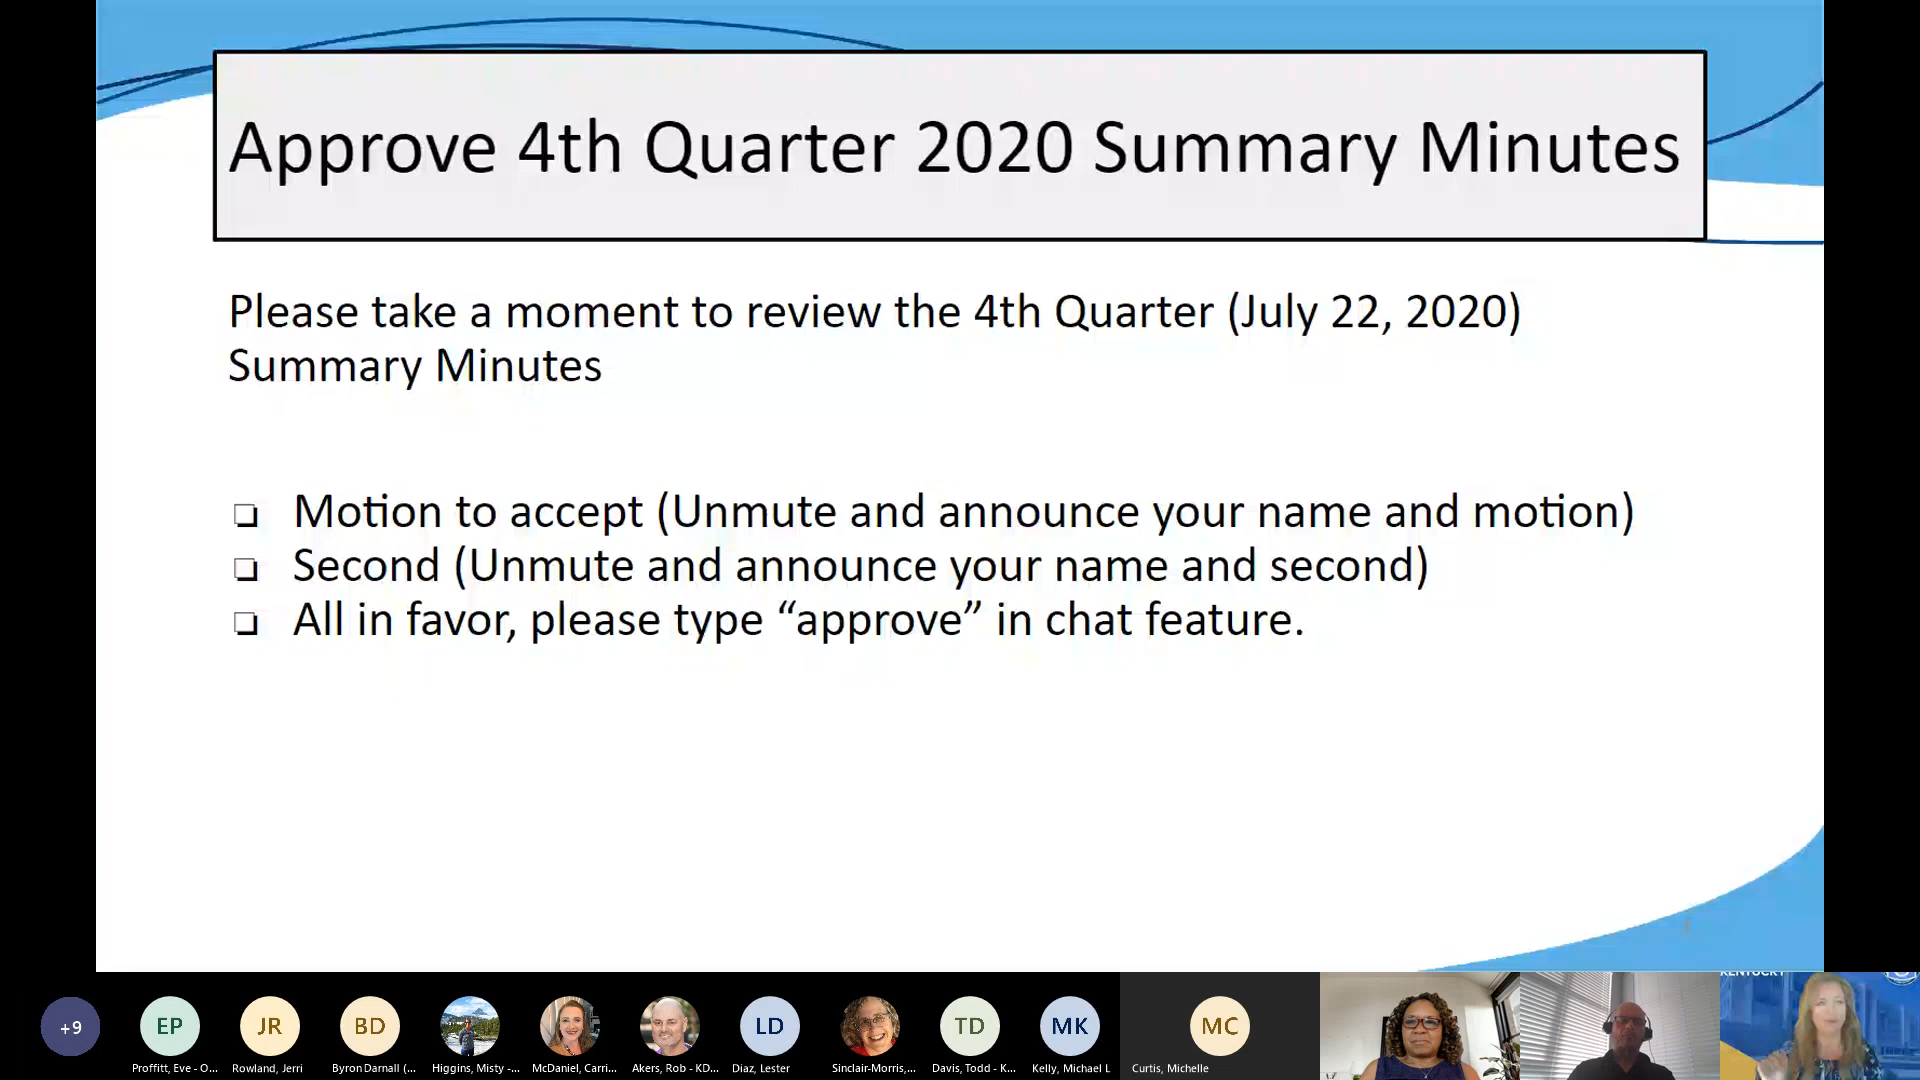 Approve 4th Quarter 2020 Summary Minutes
Please take a moment to review the 4th Quarter (July 22, 2020)
Summary Minutes
❏ Motion to accept (Unmute and announce your name and motion)
❏ Second (Unmute and announce your name and second)
❏ All in favor, please type “approve” in chat feature.
KENTUCKY
+9 EP JR BD LD TD MK MC
Proffitt, Eve - O... Rowland, Jerri Byron Darnall (... Higgins, Misty -... McDaniel, Carri... Akers, Rob - KD... Diaz, Lester Sinclair-Morris,... Davis, Todd - K... Kelly, Michael L Curtis, Michelle